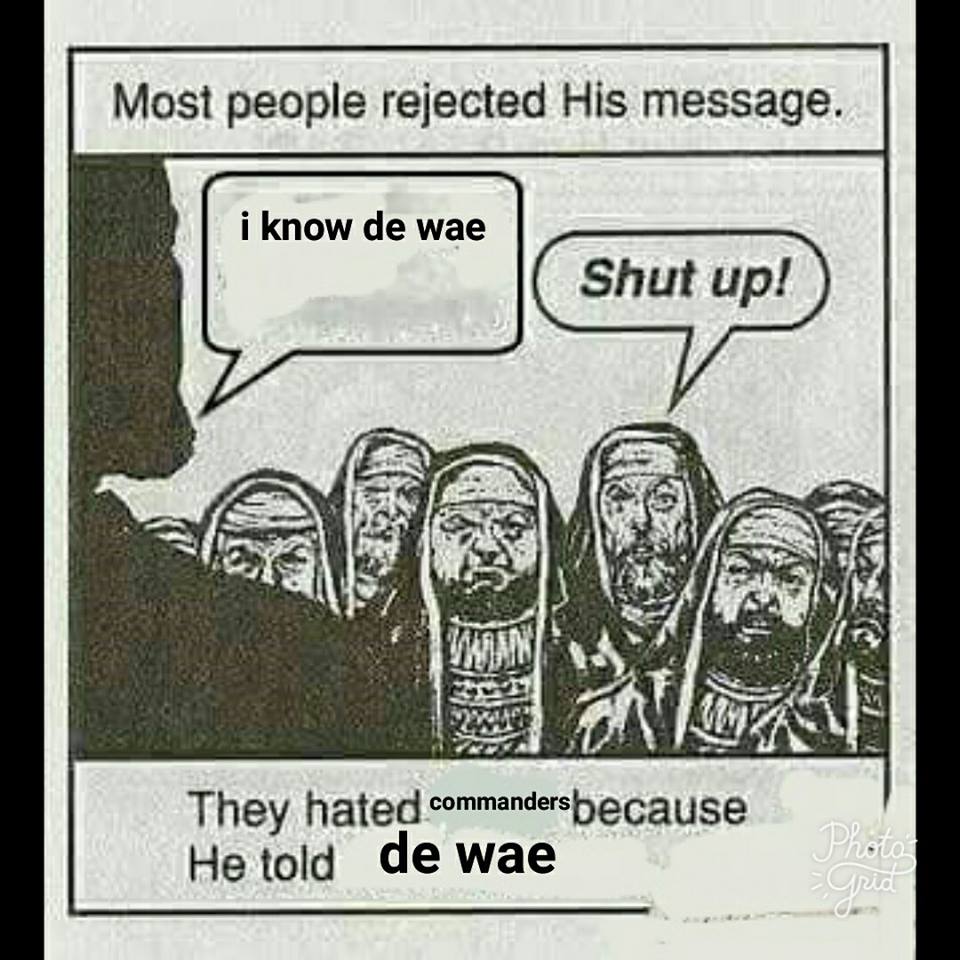 Most people rejected His message.
i know de wae
Shut up!
They hated commanders because
He told de wae
Photo
Grid